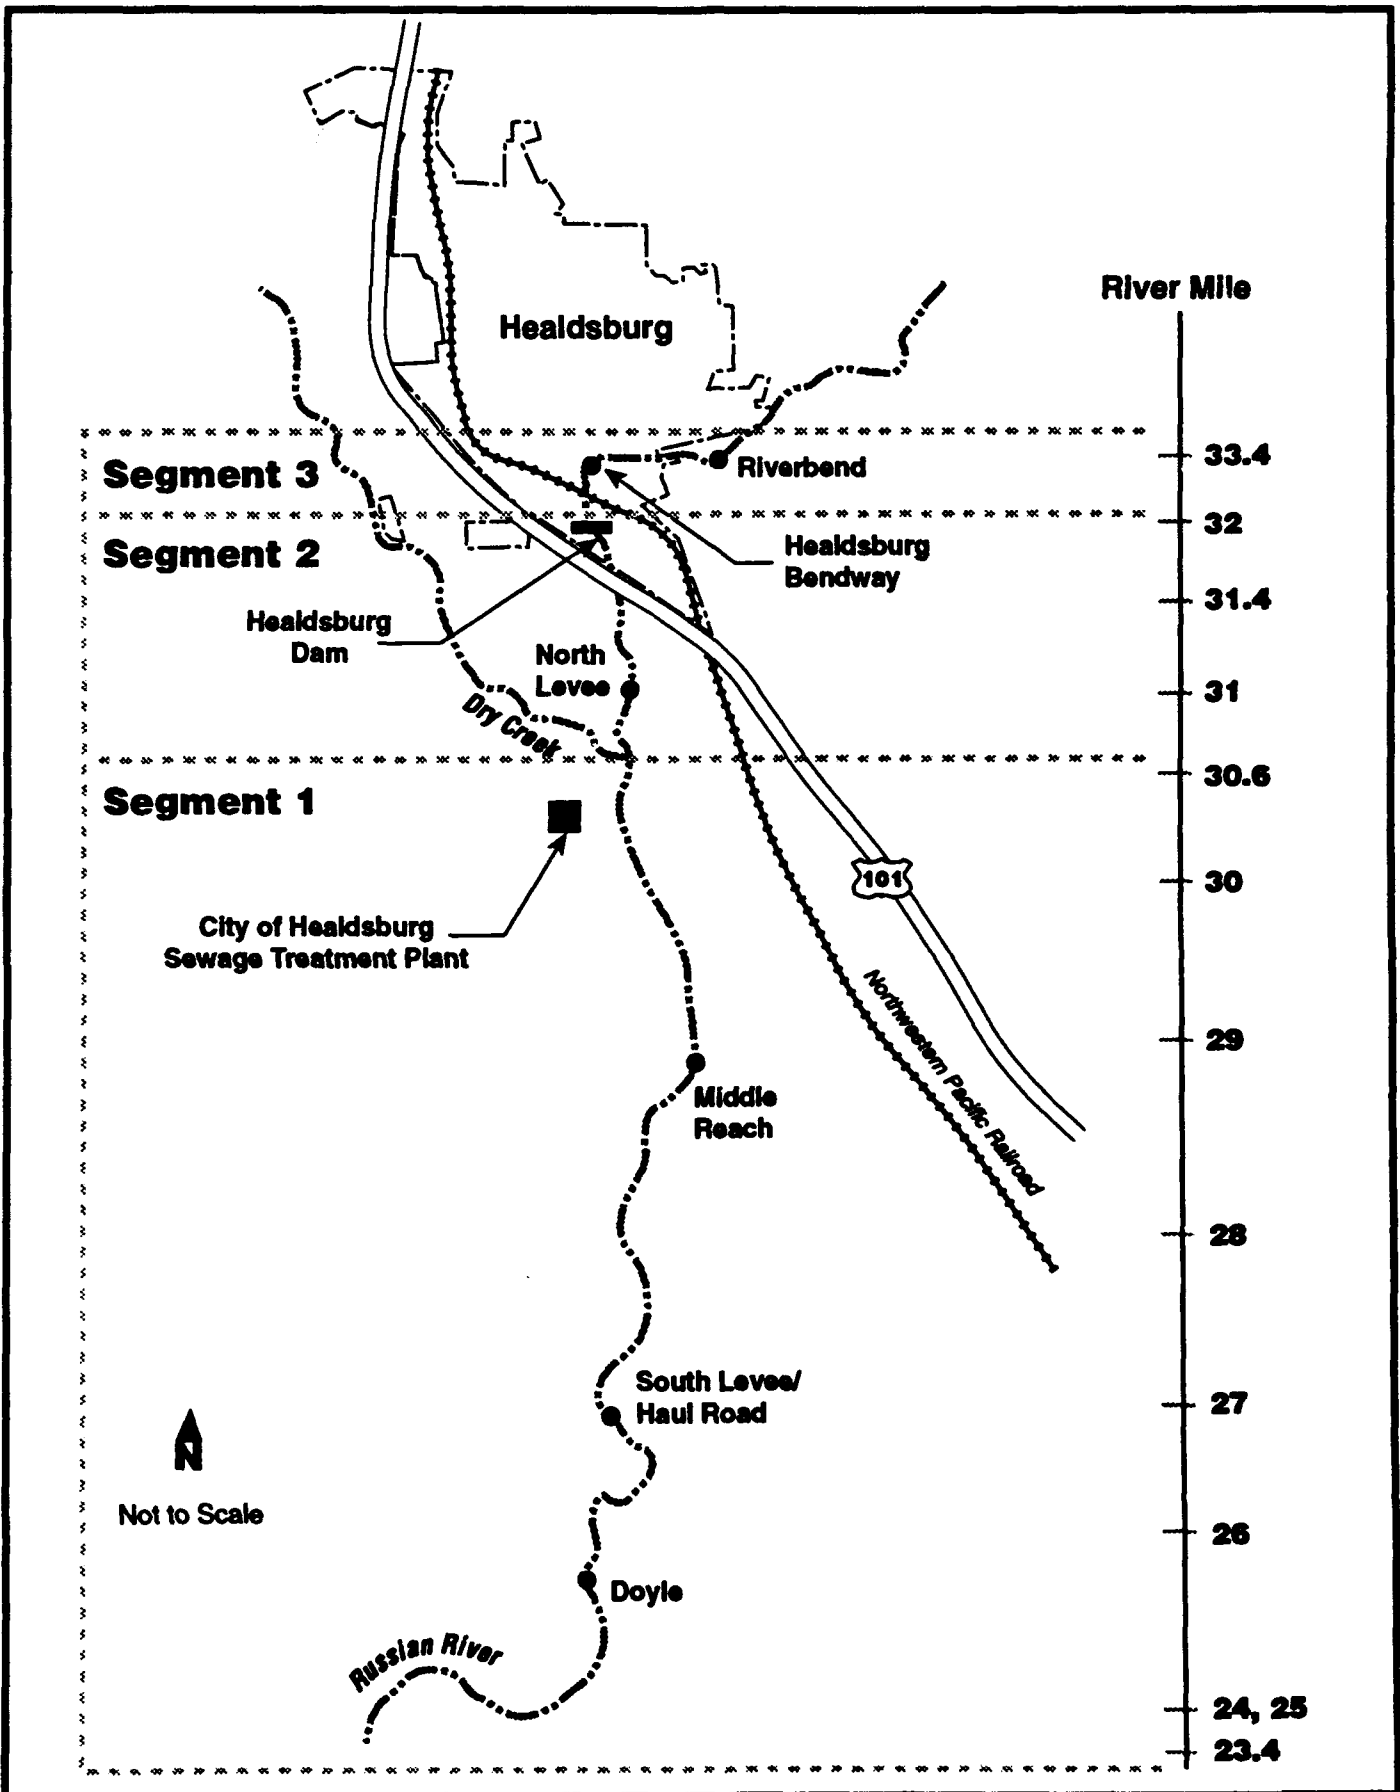 Healdsburg
River Mile
Segment 3
Riverbend
33.4
32
Segment 2
Healdsburg
Bendway
31.4
Healdsburg
Dam
North
Levee
31
Dry Creek
30.6
Segment 1
101
30
City of Healdsburg
Sewage Treatment Plant
Northwestern Pacific Railroad
29
Middle
Reach
28
South Levee/
Haul Road
27
N
Not to Scale
26
Doyle
Russian River
24, 25
23.4